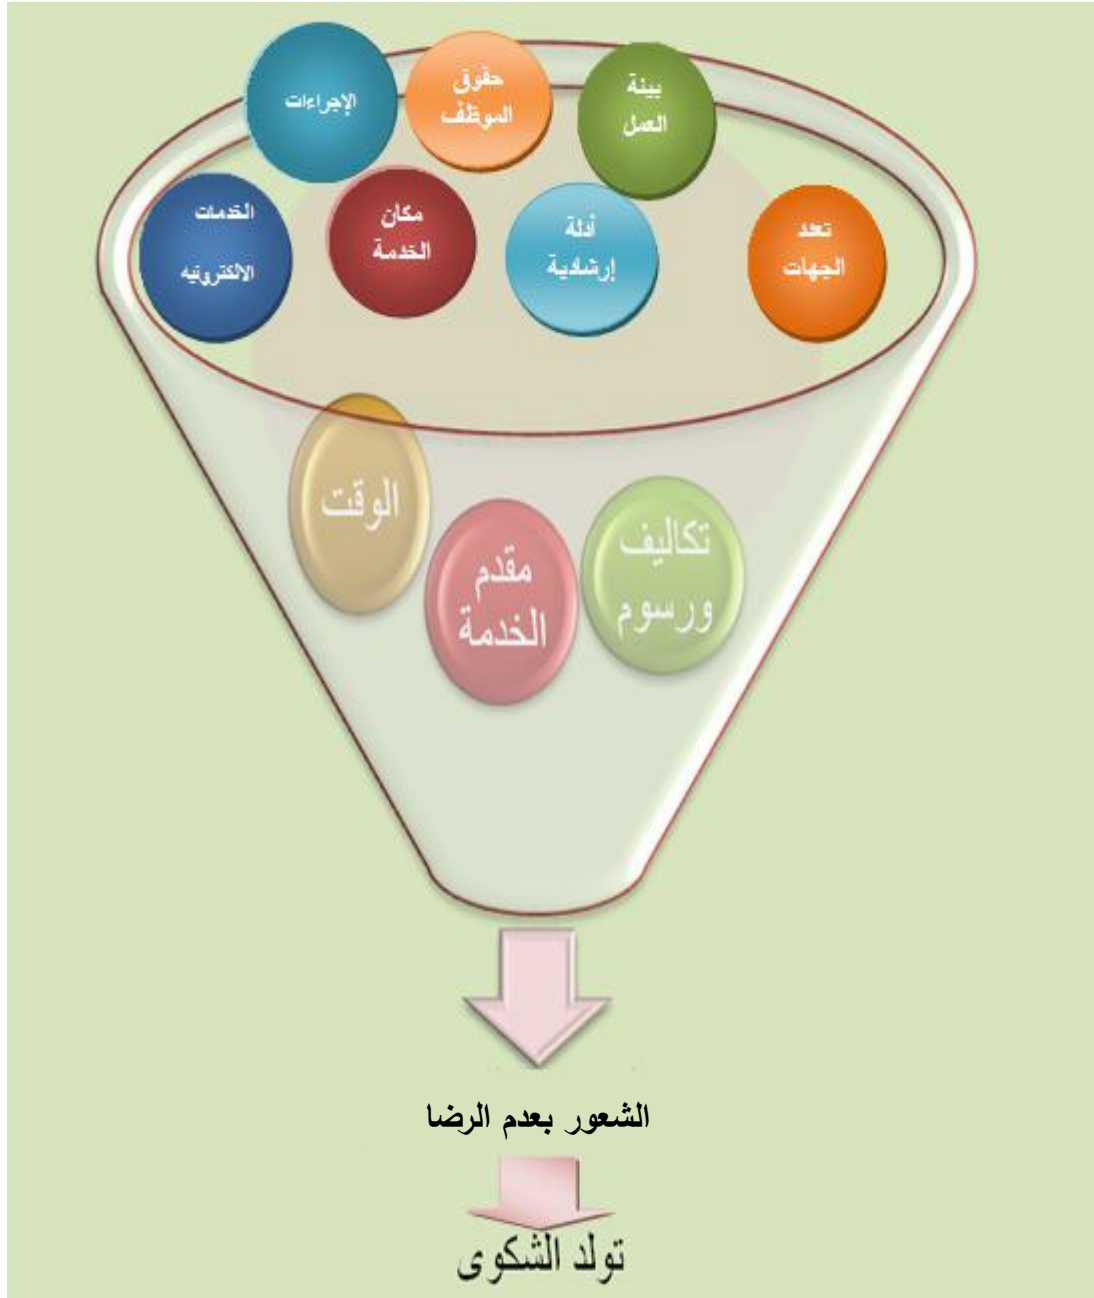 بيئة
العمل
حقوق
الموظف
الإجراءات
تعدد
الجهات
أدلة
إرشادية
مكان
الخدمة
الخدمات
الالكترونيه
تكاليف
ورسوم
مقدم
الخدمة
الوقت
الشعور بعدم الرضا
تولد الشكوى